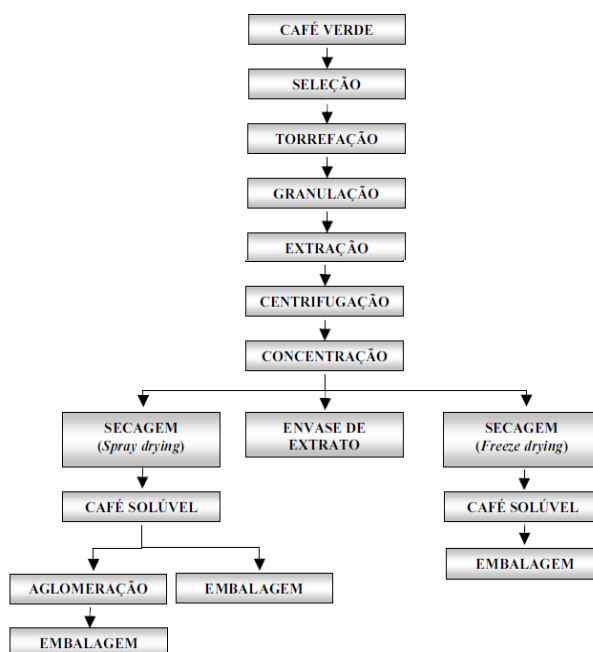 CAFÉ VERDE
SELEÇÃO
TORREFAÇÃO
GRANULAÇÃO
EXTRAÇÃO
CENTRIFUGAÇÃO
CONCENTRAÇÃO
SECAGEM
(Spray drying)
ENVASE DE
EXTRATO
SECAGEM
(Freeze drying)
CAFÉ SOLÚVEL
CAFÉ SOLÚVEL
AGLOMERAÇÃO
EMBALAGEM
EMBALAGEM
EMBALAGEM